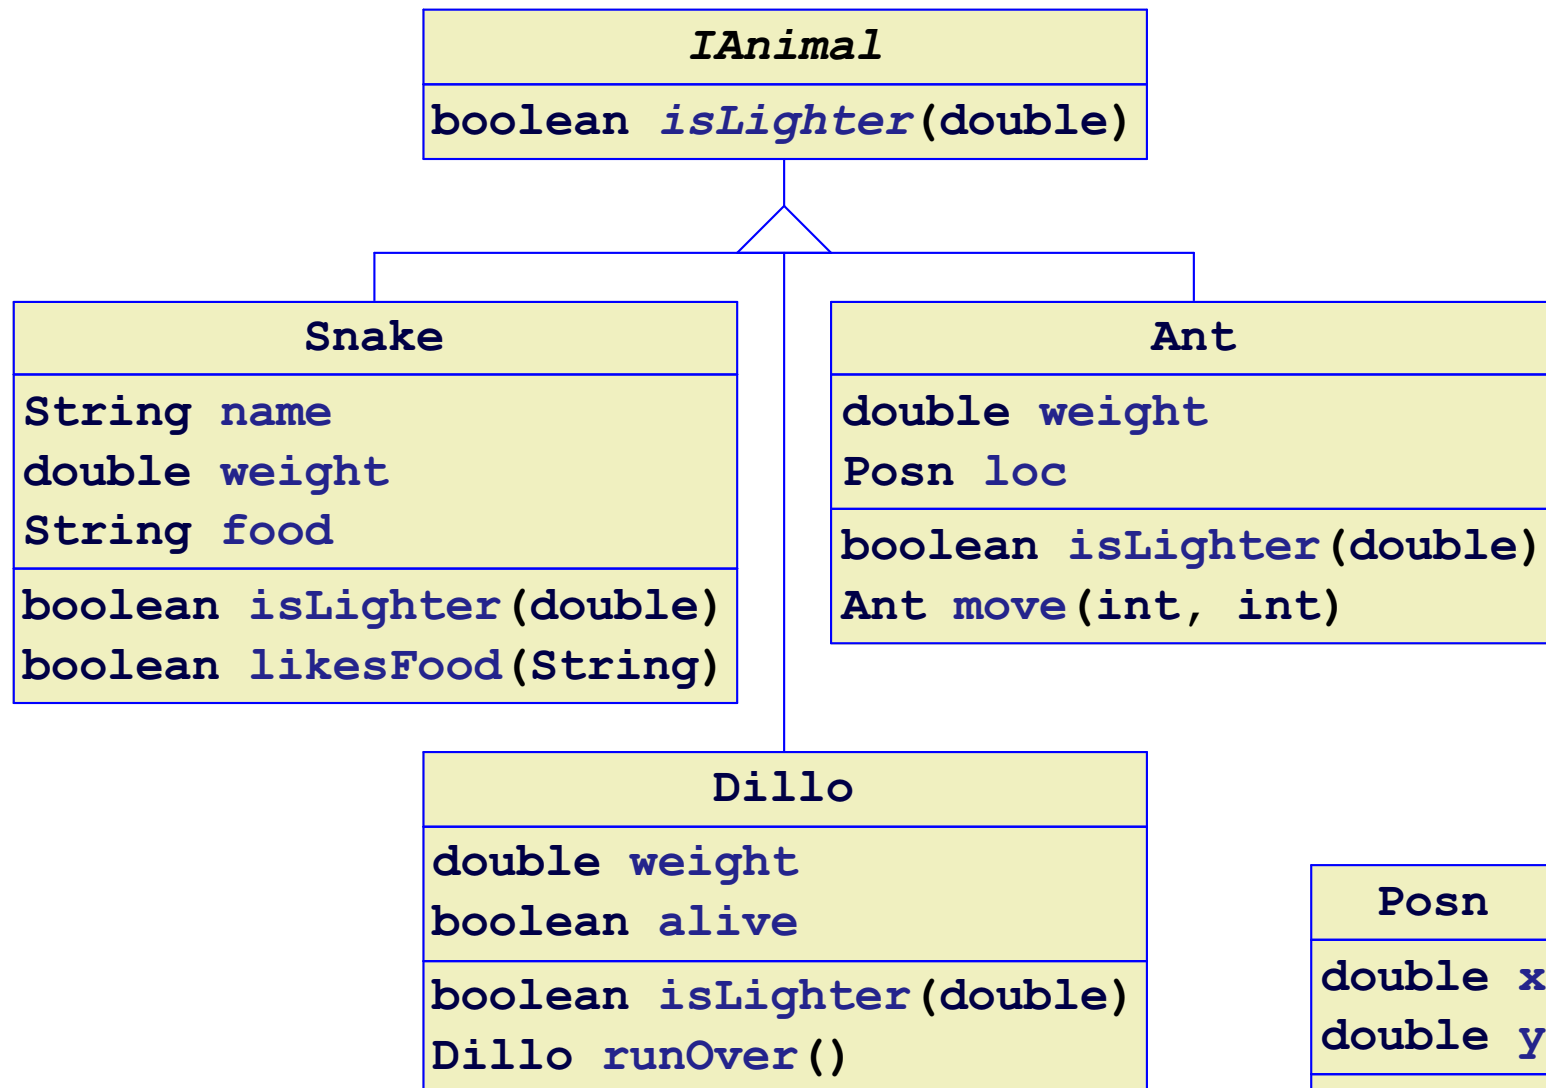 IAnimal
boolean isLighter(double)
Snake
String name
double weight
String food
boolean isLighter(double)
boolean likesFood(String)
Ant
double weight
Posn loc
boolean isLighter(double)
Ant move(int, int)
Dillo
double weight
boolean alive
boolean isLighter(double)
Dillo runOver()
Posn
double x
double y